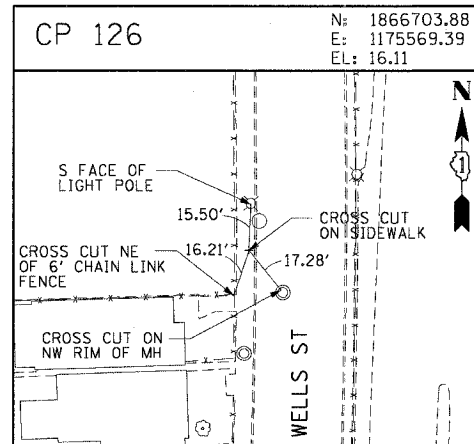 CP 126
N: 1866703.88
E: 1175569.39
EL: 16.11
N
1
S FACE OF
LIGHT POLE
15.50'
CROSS CUT
ON SIDEWALK
CROSS CUT NE
OF 6' CHAIN LINK
FENCE
16.21'
17.28'
CROSS CUT ON
NW RIM OF MH
WELLS ST